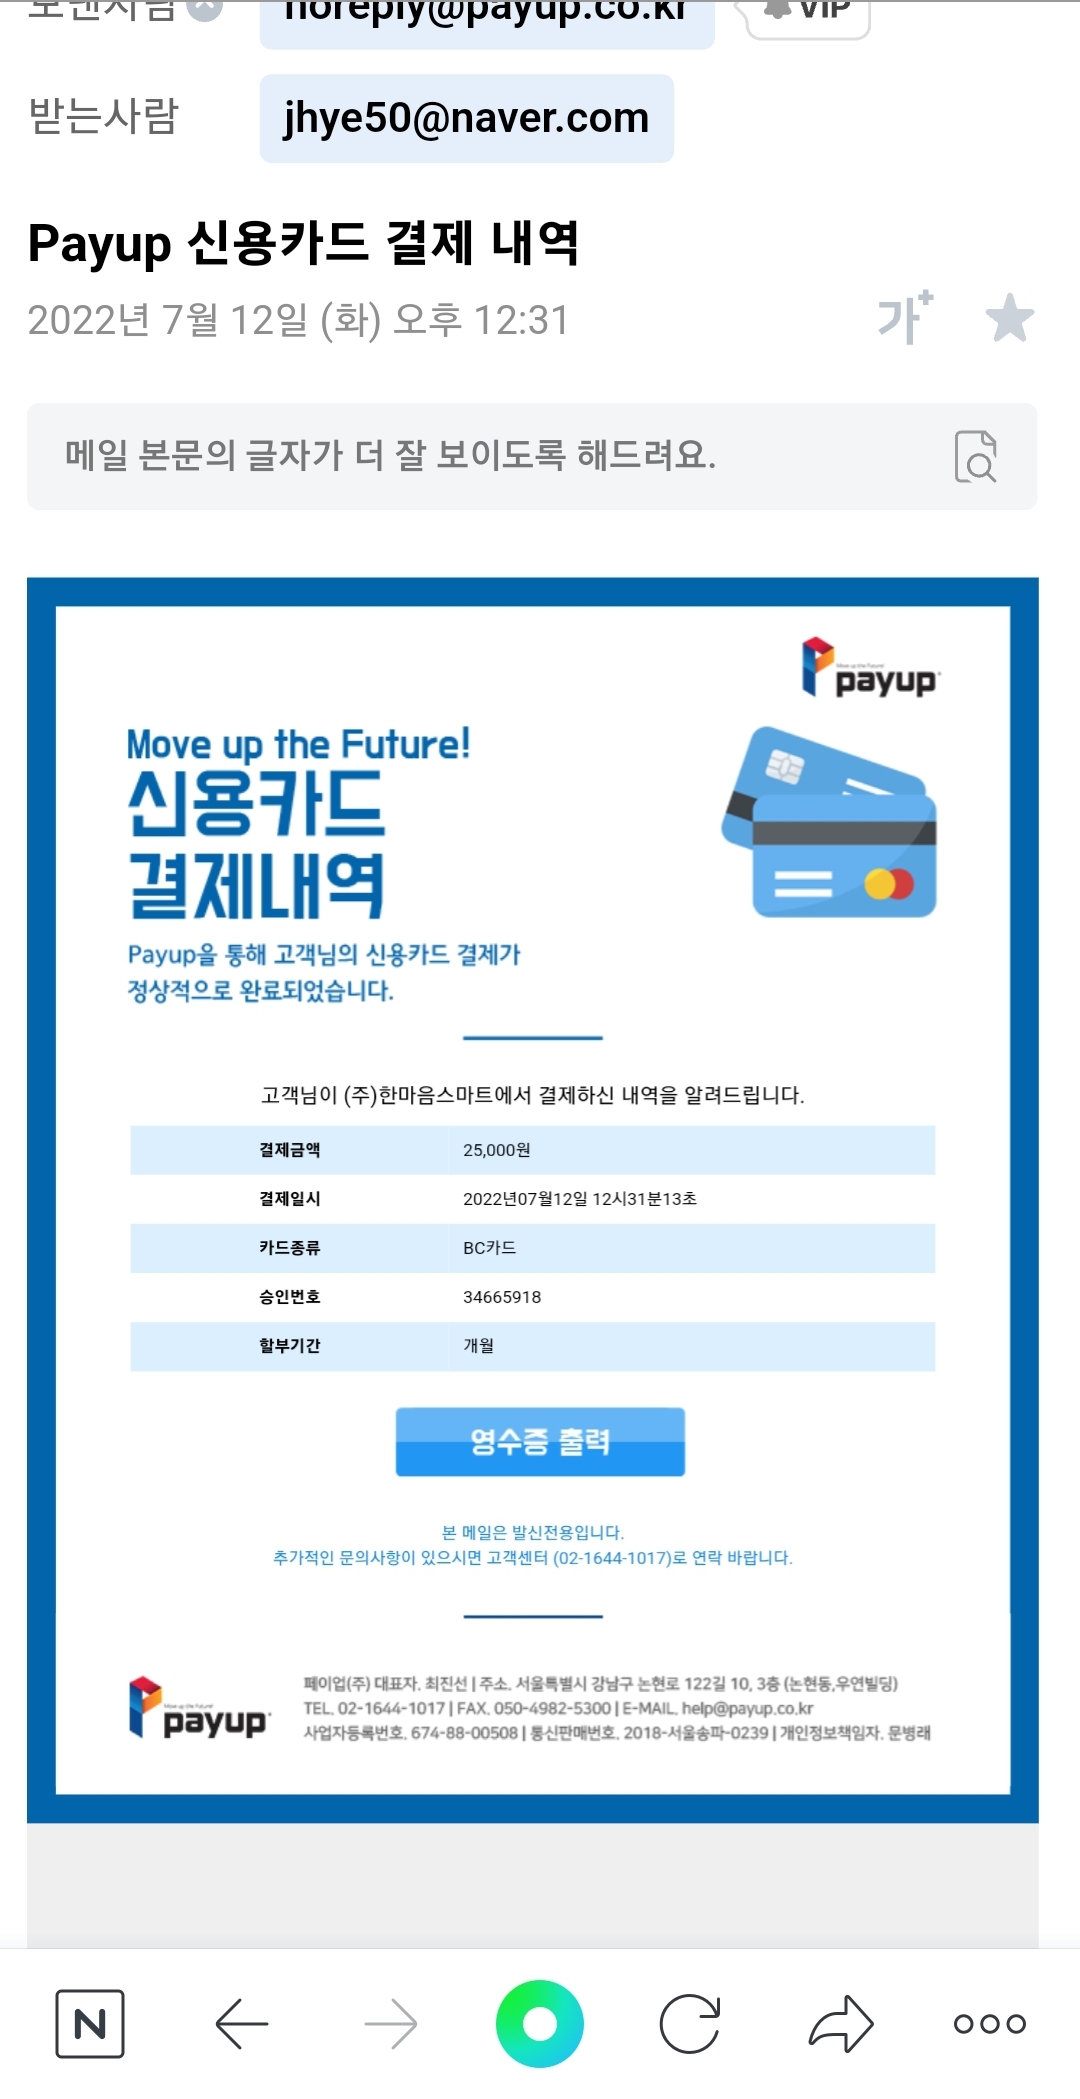 보낸사람
noreply@payup.co.kr
VIP
받는사람
jhye50@naver.com
Payup 신용카드 결제 내역
2022년 7월 12일 (화) 오후 12:31
가+
메일 본문의 글자가 더 잘 보이도록 해드려요.
payup
Move up the Future!
신용카드
결제내역
Payup을 통해 고객님의 신용카드 결제가
정상적으로 완료되었습니다.
고객님이 (주)한마음스마트에서 결제하신 내역을 알려드립니다.
결제금액 25,000원
결제일시 2022년07월12일 12시31분13초
카드종류 BC카드
승인번호 34665918
할부기간 개월
영수증 출력
본 메일은 발신전용입니다.
추가적인 문의사항이 있으시면 고객센터 (02-1644-1017)로 연락 바랍니다.
payup
페이업(주) 대표자. 최진선 | 주소. 서울특별시 강남구 논현로 122길 10, 3층 (논현동,우연빌딩)
TEL. 02-1644-1017 | FAX. 050-4982-5300 | E-MAIL. help@payup.co.kr
사업자등록번호. 674-88-00508 | 통신판매번호. 2018-서울송파-0239 | 개인정보책임자. 문병래
N